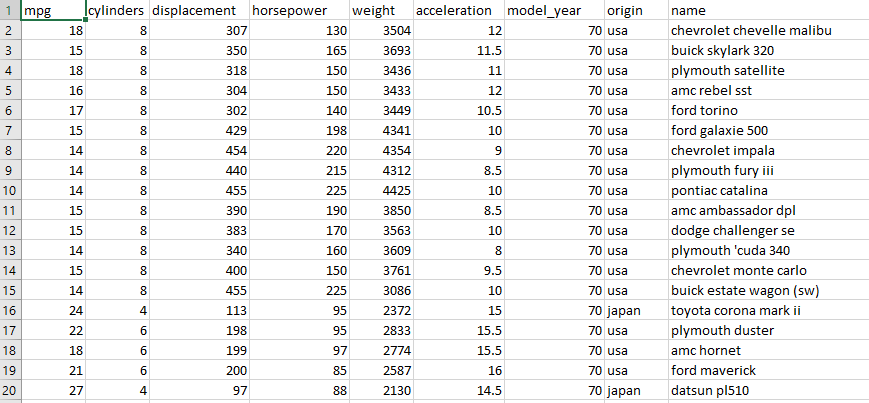 1 mpg cylinders displacement horsepower weight acceleration model_year origin name
2 18 8 307 130 3504 12 70 usa chevrolet chevelle malibu
3 15 8 350 165 3693 11.5 70 usa buick skylark 320
4 18 8 318 150 3436 11 70 usa plymouth satellite
5 16 8 304 150 3433 12 70 usa amc rebel sst
6 17 8 302 140 3449 10.5 70 usa ford torino
7 15 8 429 198 4341 10 70 usa ford galaxie 500
8 14 8 454 220 4354 9 70 usa chevrolet impala
9 14 8 440 215 4312 8.5 70 usa plymouth fury iii
10 14 8 455 225 4425 10 70 usa pontiac catalina
11 15 8 390 190 3850 8.5 70 usa amc ambassador dpl
12 15 8 383 170 3563 10 70 usa dodge challenger se
13 14 8 340 160 3609 8 70 usa plymouth 'cuda 340
14 15 8 400 150 3761 9.5 70 usa chevrolet monte carlo
15 14 8 455 225 3086 10 70 usa buick estate wagon (sw)
16 24 4 113 95 2372 15 70 japan toyota corona mark ii
17 22 6 198 95 2833 15.5 70 usa plymouth duster
18 18 6 199 97 2774 15.5 70 usa amc hornet
19 21 6 200 85 2587 16 70 usa ford maverick
20 27 4 97 88 2130 14.5 70 japan datsun pl510